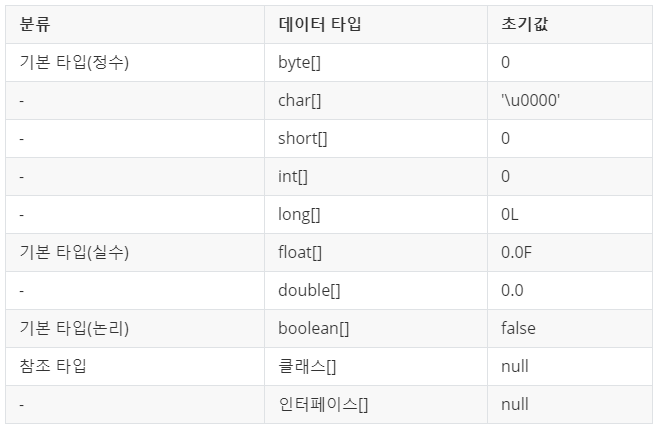 분류 데이터 타입 초기값
기본 타입(정수) byte[] 0
- char[] '\u0000'
- short[] 0
- int[] 0
- long[] 0L
기본 타입(실수) float[] 0.0F
- double[] 0.0
기본 타입(논리) boolean[] false
참조 타입 클래스[] null
- 인터페이스[] null